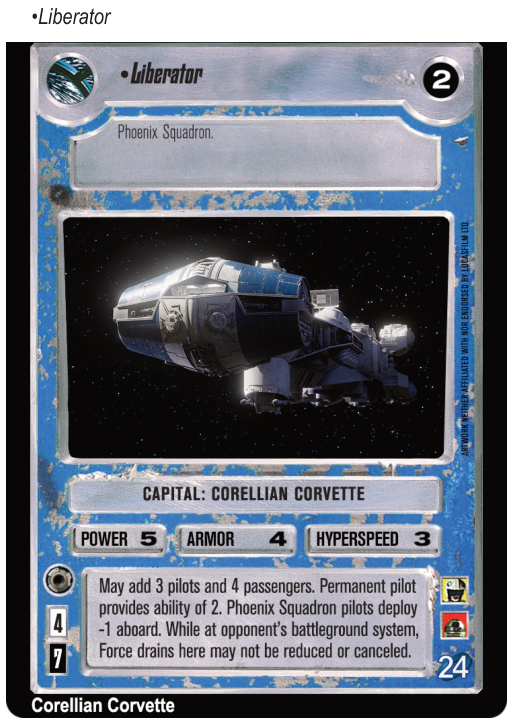 •Liberator
•Liberator
2
Phoenix Squadron.
ARTWORK NEITHER AFFILIATED WITH NOR ENDORSED BY LUCASFILM LTD.
CAPITAL: CORELLIAN CORVETTE
POWER 5 ARMOR 4 HYPERSPEED 3
May add 3 pilots and 4 passengers. Permanent pilot
provides ability of 2. Phoenix Squadron pilots deploy
-1 aboard. While at opponent's battleground system,
Force drains here may not be reduced or canceled.
4
7
24
Corellian Corvette